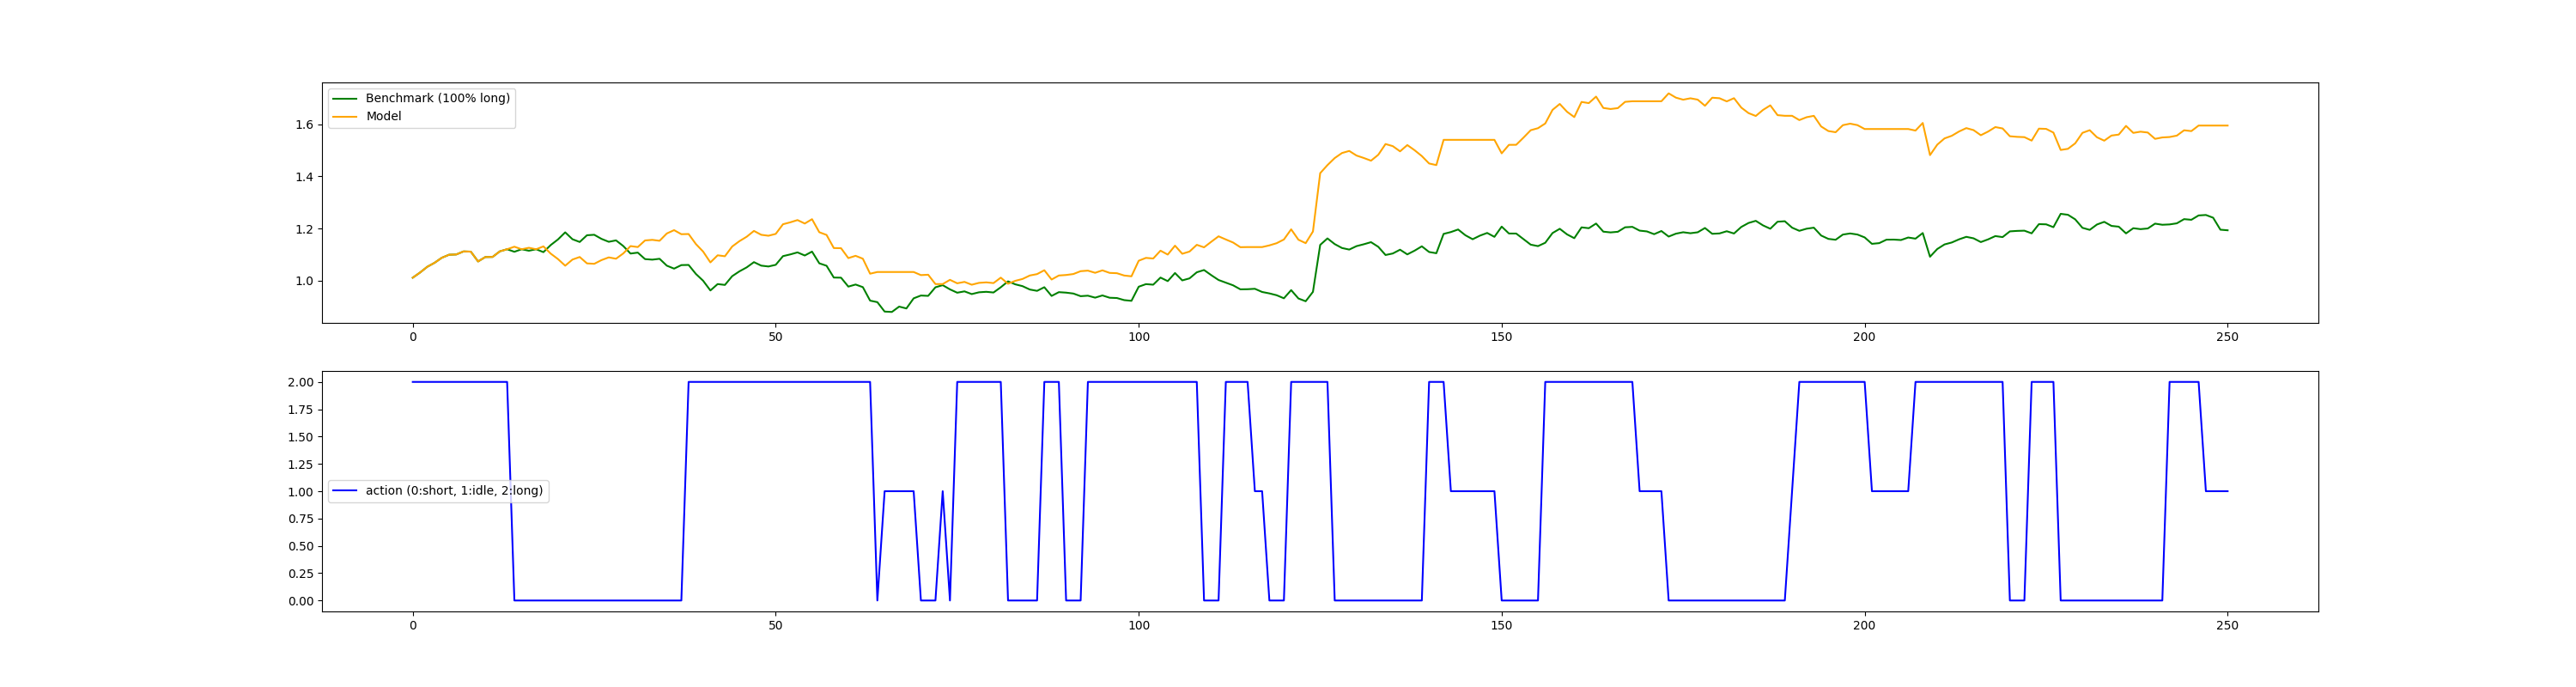 Benchmark (100% long)
Model
1.6
1.4
1.2
1.0
0 50 100 150 200 250
2.00
1.75
1.50
1.25
1.00
action (0:short, 1:idle, 2:long)
0.75
0.50
0.25
0.00
0 50 100 150 200 250